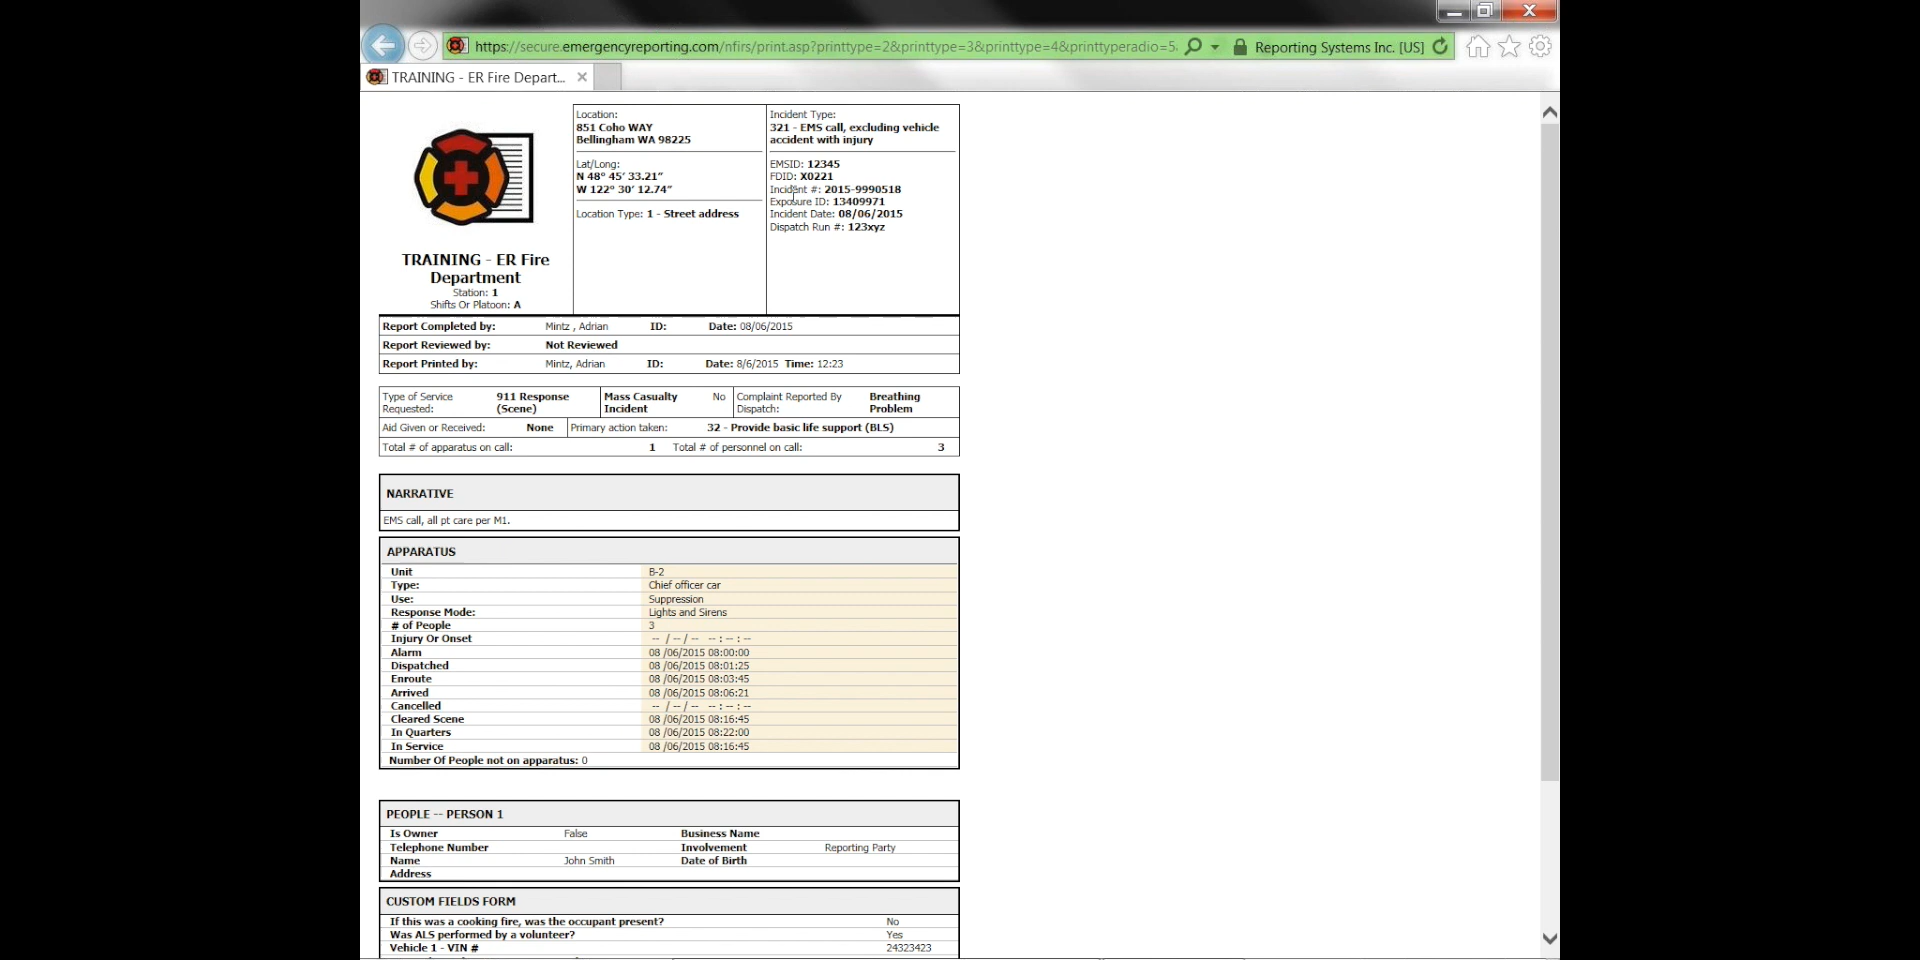 https://secure.emergencyreporting.com/nfirs/print.asp?printtype=2&printtype=3&printtype=4&printtyperadio=5
Reporting Systems Inc. [US]
TRAINING - ER Fire Depart...
Location:
851 Coho WAY
Bellingham WA 98225
Lat/Long:
N 48° 45' 33.21"
W 122° 30' 12.74"
Location Type: 1 - Street address
Incident Type:
321 - EMS call, excluding vehicle
accident with injury
EMSID: 12345
FDID: X0221
Incident #: 2015-9990518
Exposure ID: 13409971
Incident Date: 08/06/2015
Dispatch Run #: 123xyz
TRAINING - ER Fire
Department
Station: 1
Shifts Or Platoon: A
Report Completed by: Mintz , Adrian ID: Date: 08/06/2015
Report Reviewed by: Not Reviewed
Report Printed by: Mintz, Adrian ID: Date: 8/6/2015 Time: 12:23
Type of Service
Requested:
911 Response
(Scene)
Mass Casualty
Incident
No
Complaint Reported By
Dispatch:
Breathing
Problem
Aid Given or Received: None Primary action taken: 32 - Provide basic life support (BLS)
Total # of apparatus on call: 1 Total # of personnel on call: 3
NARRATIVE
EMS call, all pt care per M1.
APPARATUS
Unit B-2
Type: Chief officer car
Use: Suppression
Response Mode: Lights and Sirens
# of People 3
Injury Or Onset -- / -- / -- -- : -- : --
Alarm 08 /06/2015 08:00:00
Dispatched 08 /06/2015 08:01:25
Enroute 08 /06/2015 08:03:45
Arrived 08 /06/2015 08:06:21
Cancelled -- / -- / -- -- : -- : --
Cleared Scene 08 /06/2015 08:16:45
In Quarters 08 /06/2015 08:22:00
In Service 08 /06/2015 08:16:45
Number Of People not on apparatus: 0
PEOPLE -- PERSON 1
Is Owner False Business Name
Telephone Number Involvement Reporting Party
Name John Smith Date of Birth
Address
CUSTOM FIELDS FORM
If this was a cooking fire, was the occupant present? No
Was ALS performed by a volunteer? Yes
Vehicle 1 - VIN # 24323423